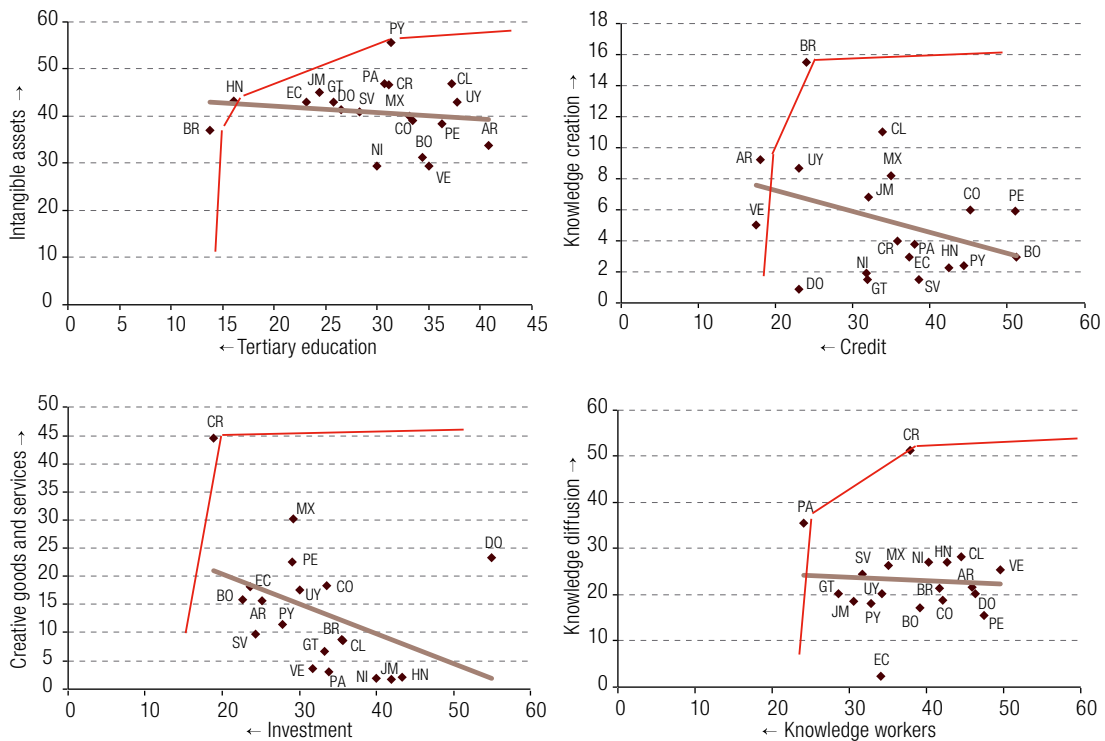 60
50
40
30
20
10
0
Intangible assets →
PY
HN
JM
PA
CR
CL
EC
GT
DO
SV
MX
UY
BR
CO
PE
AR
NI
BO
VE
0 5 10 15 20 25 30 35 40 45
← Tertiary education
18
16
14
12
10
8
6
4
2
0
Knowledge creation →
BR
CL
AR
UY
MX
JM
VE
CO
PE
CR
PA
HN
BO
NI
EC
PY
DO
GT
SV
0 10 20 30 40 50 60
← Credit
50
45
40
35
30
25
20
15
10
5
0
Creative goods and services →
CR
MX
DO
PE
EC
CO
BO
AR
UY
PY
SV
BR
GT
CL
VE
PA
NI
JM
HN
0 10 20 30 40 50 60
← Investment
60
50
40
30
20
10
0
Knowledge diffusion →
CR
PA
SV
MX
NI
HN
CL
VE
GT
UY
BR
AR
JM
PY
BO
CO
DO
PE
EC
0 10 20 30 40 50 60
← Knowledge workers